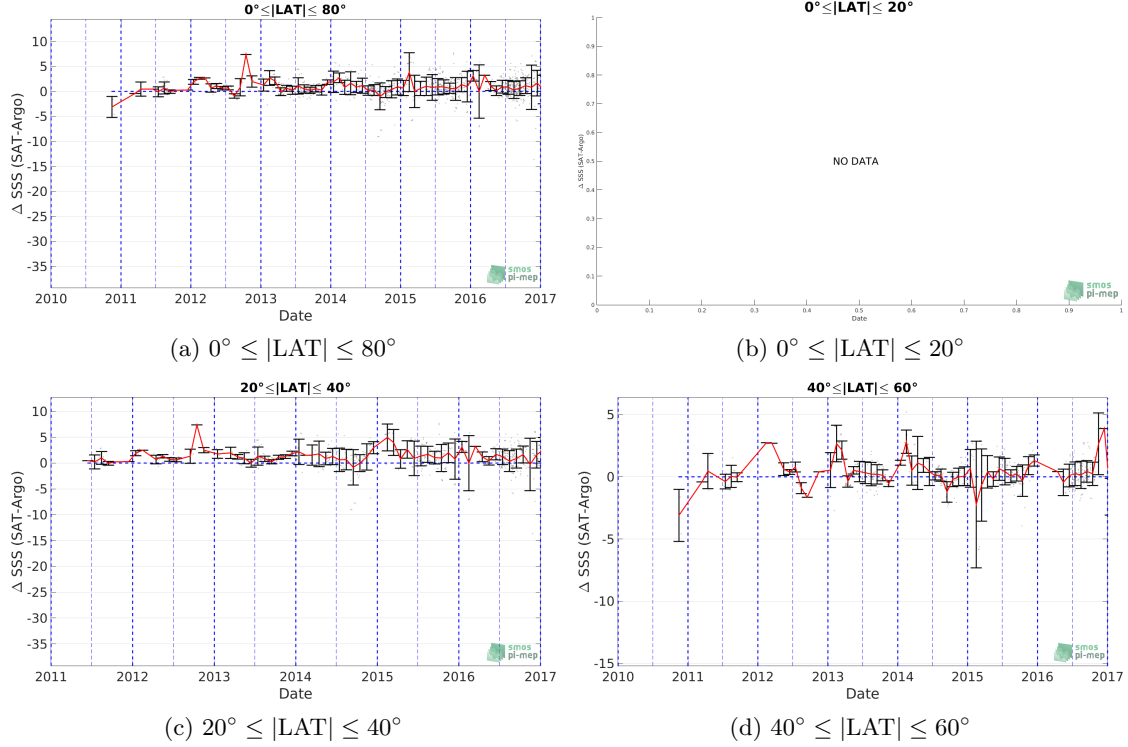 0°≤|LAT|≤ 80°
Δ SSS (SAT-Argo)
10
5
0
-5
-10
-15
-20
-25
-30
-35
2010 2011 2012 2013 2014 2015 2016 2017
Date
smos
pi-mep
(a) 0° ≤ |LAT| ≤ 80°
0°≤|LAT|≤ 20°
Δ SSS (SAT-Argo)
1
0.9
0.8
0.7
0.6
0.5
0.4
0.3
0.2
0.1
0
NO DATA
0 0.1 0.2 0.3 0.4 0.5 0.6 0.7 0.8 0.9 1
Date
smos
pi-mep
(b) 0° ≤ |LAT| ≤ 20°
20°≤|LAT|≤ 40°
Δ SSS (SAT-Argo)
10
5
0
-5
-10
-15
-20
-25
-30
-35
2011 2012 2013 2014 2015 2016 2017
Date
smos
pi-mep
(c) 20° ≤ |LAT| ≤ 40°
40°≤|LAT|≤ 60°
Δ SSS (SAT-Argo)
5
0
-5
-10
-15
2010 2011 2012 2013 2014 2015 2016 2017
Date
smos
pi-mep
(d) 40° ≤ |LAT| ≤ 60°